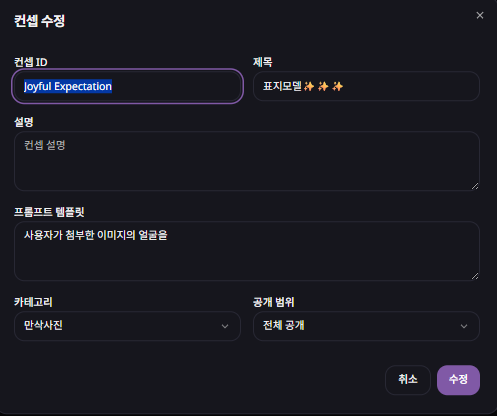 컨셉 수정
컨셉 ID
제목
Joyful Expectation
표지모델✨✨✨
설명
컨셉 설명
프롬프트 템플릿
사용자가 첨부한 이미지의 얼굴을
카테고리
공개 범위
만삭사진
전체 공개
취소
수정